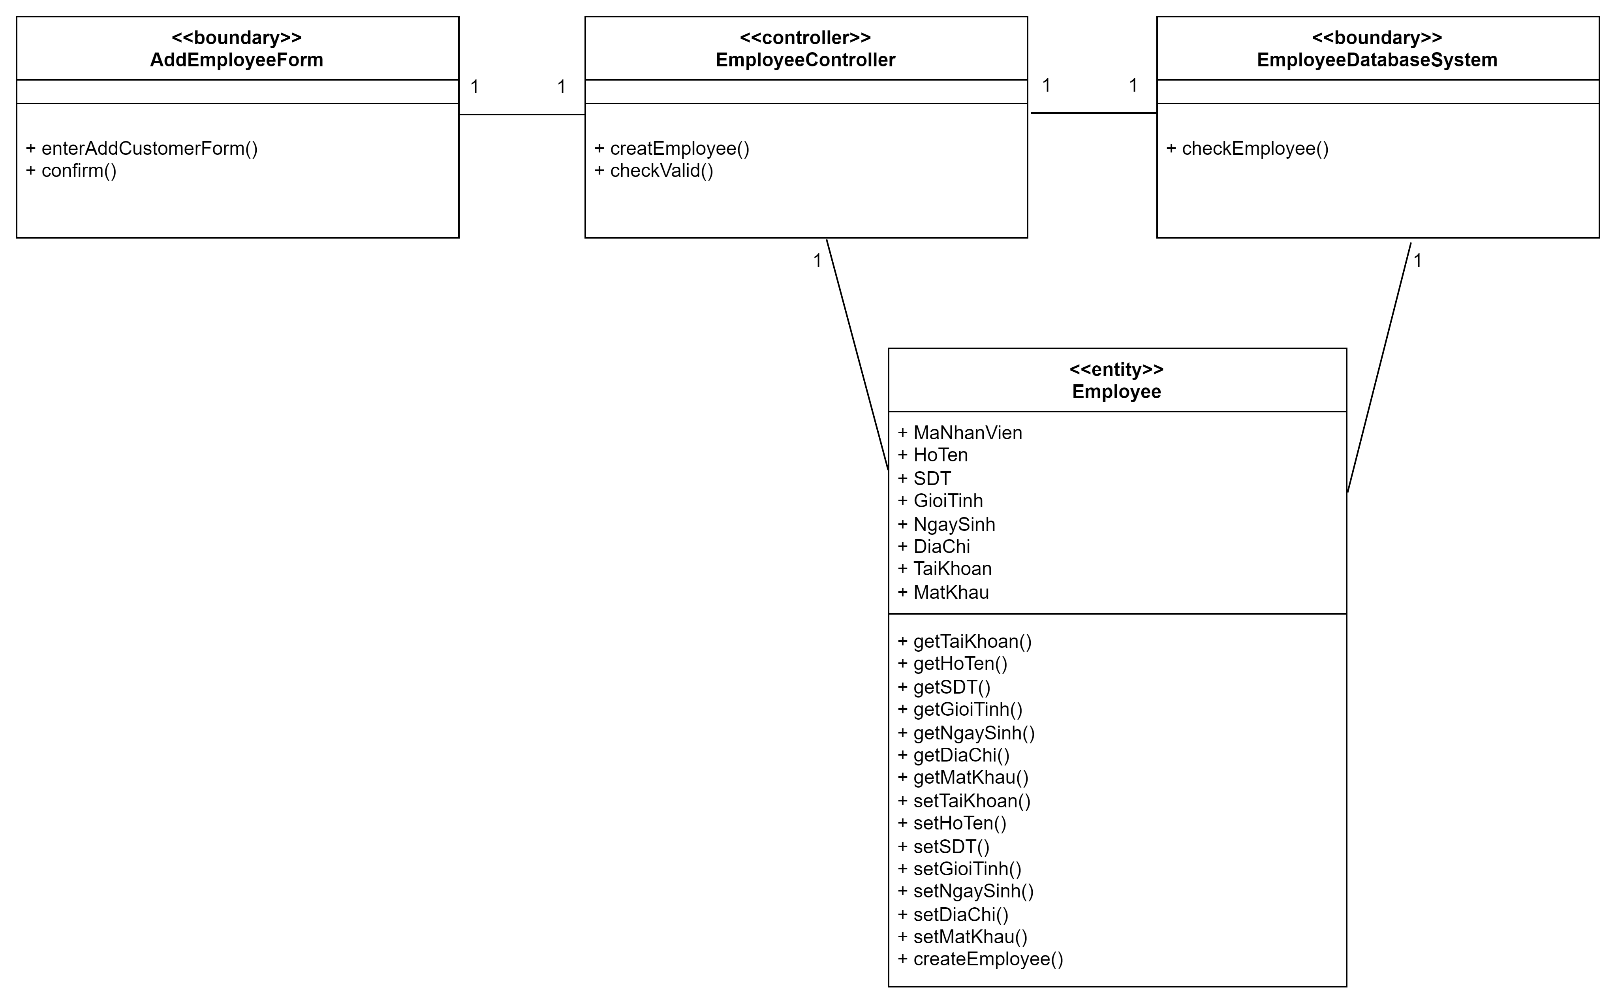 <<boundary>>
AddEmployeeForm
+ enterAddCustomerForm()
+ confirm()
1
1
<<controller>>
EmployeeController
+ creatEmployee()
+ checkValid()
1
1
<<boundary>>
EmployeeDatabaseSystem
+ checkEmployee()
1
1
<<entity>>
Employee
+ MaNhanVien
+ HoTen
+ SDT
+ GioiTinh
+ NgaySinh
+ DiaChi
+ TaiKhoan
+ MatKhau
+ getTaiKhoan()
+ getHoTen()
+ getSDT()
+ getGioiTinh()
+ getNgaySinh()
+ getDiaChi()
+ getMatKhau()
+ setTaiKhoan()
+ setHoTen()
+ setSDT()
+ setGioiTinh()
+ setNgaySinh()
+ setDiaChi()
+ setMatKhau()
+ createEmployee()